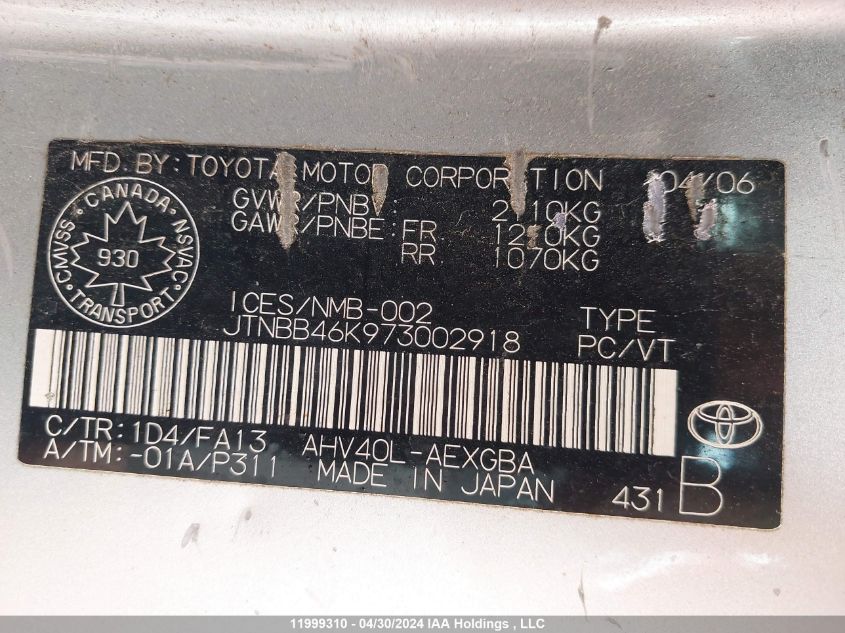 MFD. BY: TOYOTA MOTOR CORPORATION 04/06
GVWR/PNBV: KG
GAWR/PNBE: FR KG
RR 1070KG
CANADA
CMVSS NSVAC
930
TRANSPORT
ICES/NMB-002
JTNBB46K973002918
TYPE
PC/VT
C/TR: 1D4/FA13 AHV40L-AEXGBA
A/TM: -01A/P311 MADE IN JAPAN
431 B
11999310 - 04/30/2024 IAA Holdings , LLC